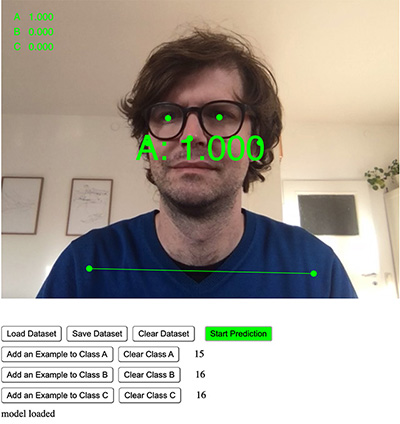 A: 1.000
B: 0.000
C: 0.000
A: 1.000
Load Dataset Save Dataset Clear Dataset Start Prediction
Add an Example to Class A Clear Class A 15
Add an Example to Class B Clear Class B 16
Add an Example to Class C Clear Class C 16
model loaded